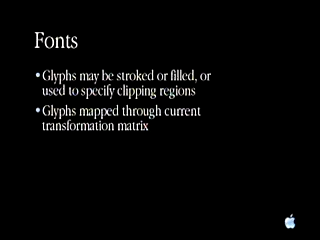 Fonts
•Glyphs may be stroked or filled, or
used to specify clipping regions
•Glyphs mapped through current
transformation matrix